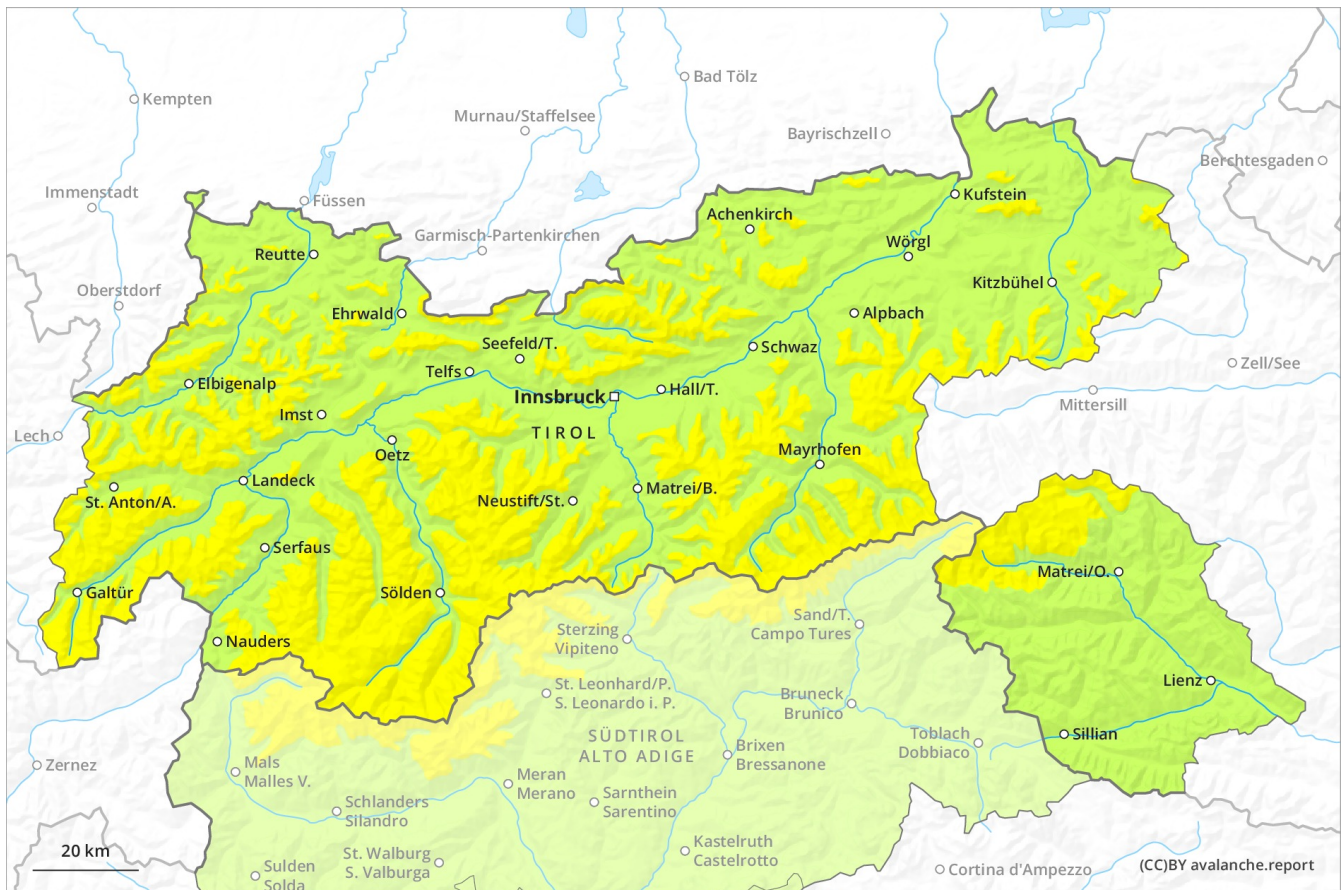 Bad Tölz
Kempten
Murnau/Staffelsee
Bayrischzell
Berchtesgaden
Immenstadt
Füssen
Kufstein
Achenkirch
Garmisch-Partenkirchen
Wörgl
Reutte
Kitzbühel
Oberstdorf
Ehrwald
Alpbach
Seefeld/T.
Schwaz
Zell/See
Telfs
Elbigenalp
Hall/T.
Innsbruck
Mittersill
Imst
TIROL
Lech
Oetz
Mayrhofen
Landeck
Matrei/B.
St. Anton/A.
Neustift/St.
Serfaus
Matrei/O.
Galtür
Sölden
Sand/T.
Campo Tures
Sterzing
Vipiteno
Nauders
Lienz
St. Leonhard/P.
S. Leonardo i. P.
Bruneck
Brunico
SÜDTIROL
ALTO ADIGE
Toblach
Dobbiaco
Sillian
Brixen
Bressanone
Zernez
Mals
Malles V.
Meran
Merano
Sarnthein
Sarentino
Schlanders
Silandro
Kastelruth
Castelrotto
20 km
St. Walburg
S. Valburga
Sulden
Solda
Cortina d'Ampezzo
(CC)BY avalanche.report